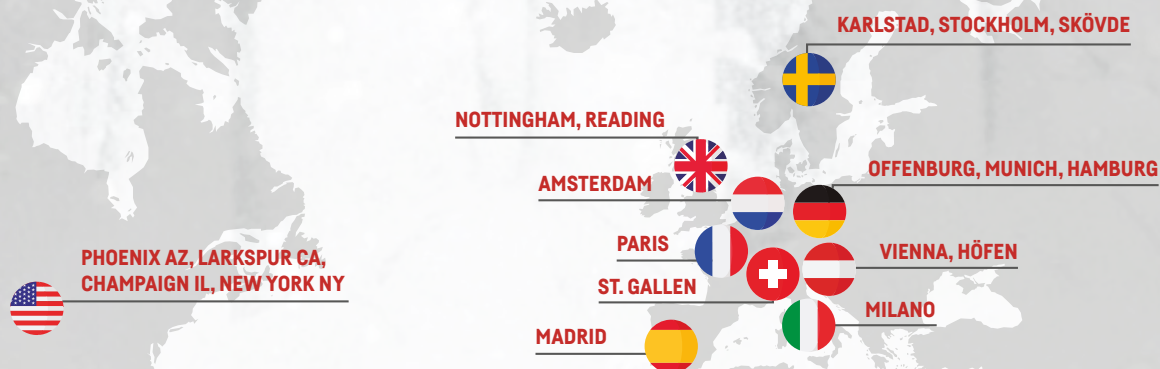 KARLSTAD, STOCKHOLM, SKÖVDE
NOTTINGHAM, READING
OFFENBURG, MUNICH, HAMBURG
AMSTERDAM
PARIS
VIENNA, HÖFEN
PHOENIX AZ, LARKSPUR CA,
CHAMPAIGN IL, NEW YORK NY
ST. GALLEN
MILANO
MADRID